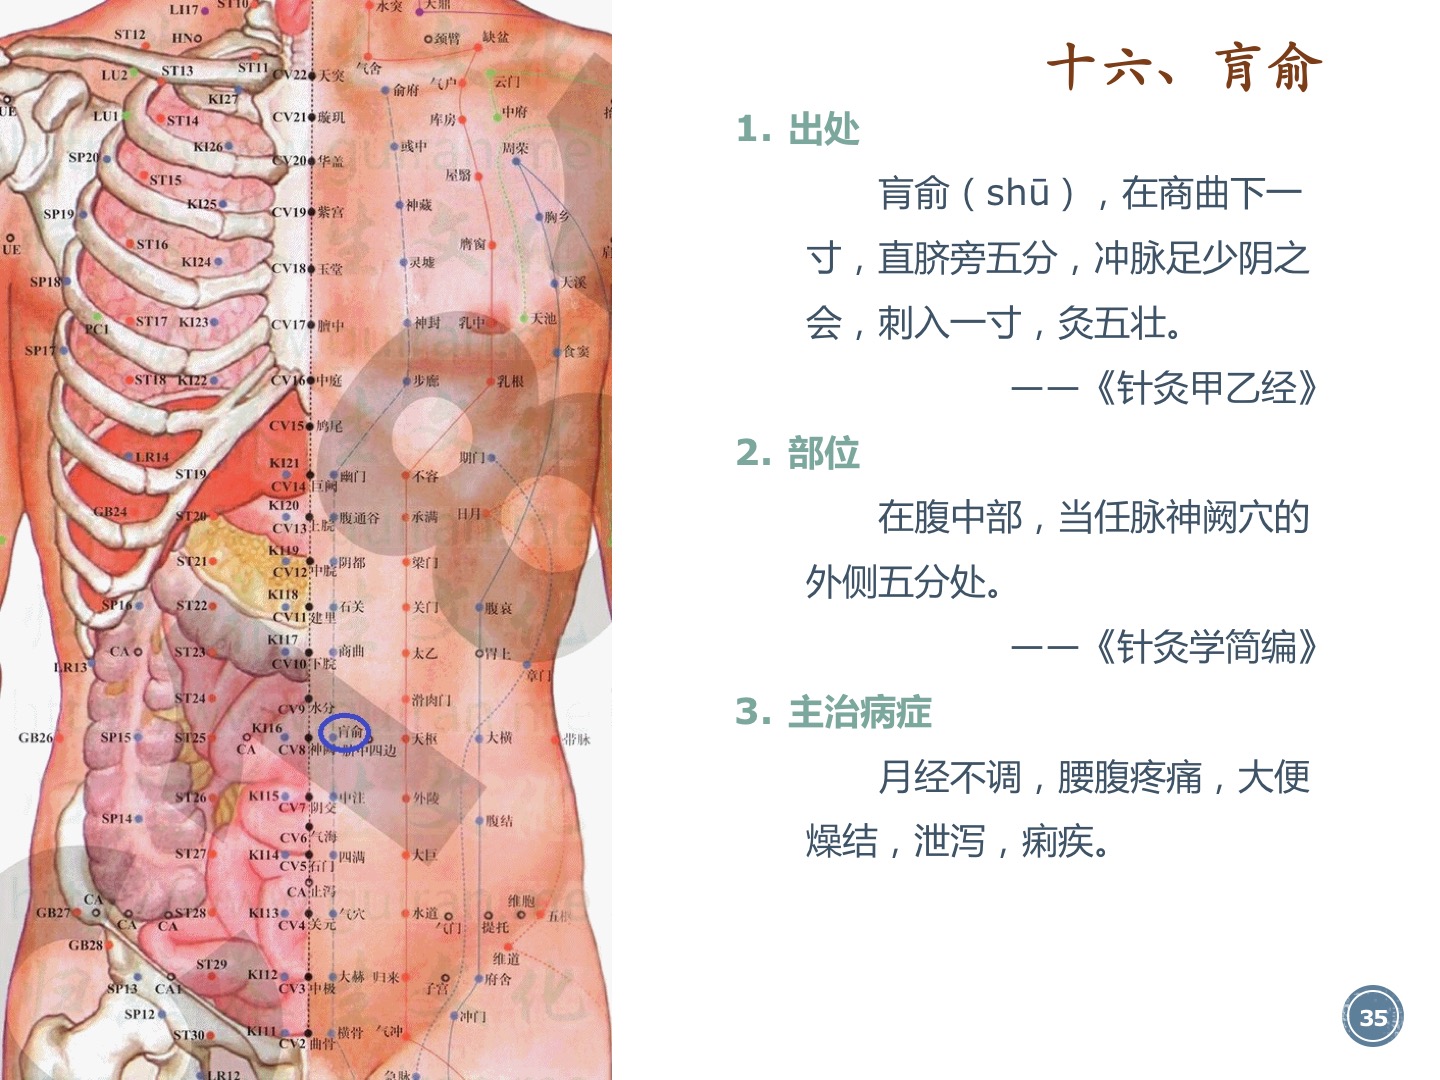 十六、肓俞
1. 出处
肓俞（shū），在商曲下一
寸，直脐旁五分，冲脉足少阴之
会，刺入一寸，灸五壮。
——《针灸甲乙经》
2. 部位
在腹中部，当任脉神阙穴的
外侧五分处。
——《针灸学简编》
3. 主治病症
月经不调，腰腹疼痛，大便
燥结，泄泻，痢疾。
35
LI17 ST10 水突 大鼎
ST12 HN 颈臂 缺盆
LU2 ST13 ST11 CV22 天突 气舍 气户 云门
UE KI27 俞府
LU1 ST14 CV21 璇玑 库房 中府
SP20 KI26 CV20 华盖 彧中 周荣
ST15 屋翳
SP19 KI25 CV19 紫宫 神藏 胸乡
UE ST16 膺窗
KI24 CV18 玉堂 灵墟
SP18 天溪
PC1 ST17 KI23 CV17 膻中 神封 乳中 天池
SP17 食窦
ST18 KI22 CV16 中庭 步廊 乳根
CV15 鸠尾
LR14 KI21 期门
ST19 CV14 巨阙 幽门 不容
GB24 KI20
ST20 CV13 上脘 腹通谷 承满 日月
KI19
ST21 CV12 中脘 阴都 梁门
KI18
SP16 ST22 CV11 建里 石关 关门 腹哀
KI17
CA ST23 CV10 下脘 商曲 太乙 胃上
LR13 章门
ST24 CV9 水分 滑肉门
KI16 肓俞
GB26 SP15 ST25 CA CV8 神阙 脐中四边 天枢 大横 带脉
ST26 KI15 CV7 阴交 中注 外陵
SP14 腹结
CV6 气海
ST27 KI14 CV5 石门 四满 大巨
CA 止泻
CA 维胞
GB27 CA CA ST28 KI13 CV4 关元 气穴 水道 气门 提托 五枢
GB28 维道
ST29
SP13 CA1 KI12 CV3 中极 大赫 归来 子宫 府舍
SP12 冲门
ST30 KI11 CV2 曲骨 横骨 气冲
LR12 急脉